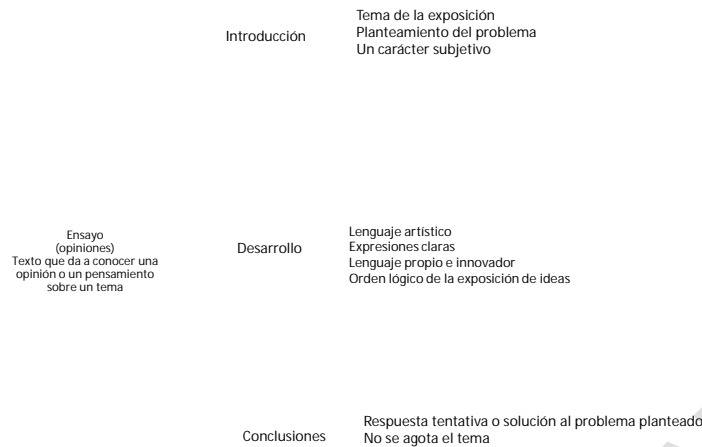 Introducción
Tema de la exposición
Planteamiento del problema
Un carácter subjetivo
Ensayo
(opiniones)
Texto que da a conocer una
opinión o un pensamiento
sobre un tema
Desarrollo
Lenguaje artístico
Expresiones claras
Lenguaje propio e innovador
Orden lógico de la exposición de ideas
Conclusiones
Respuesta tentativa o solución al problema planteado
No se agota el tema